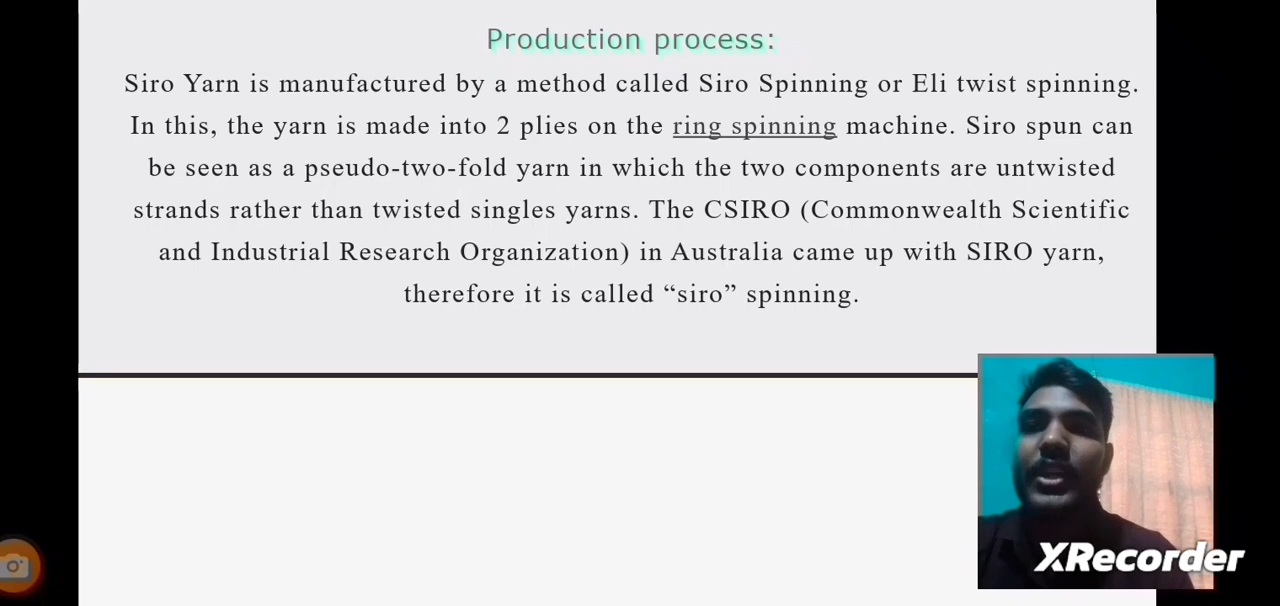 Production process:
Siro Yarn is manufactured by a method called Siro Spinning or Eli twist spinning.
In this, the yarn is made into 2 plies on the ring spinning machine. Siro spun can
be seen as a pseudo-two-fold yarn in which the two components are untwisted
strands rather than twisted singles yarns. The CSIRO (Commonwealth Scientific
and Industrial Research Organization) in Australia came up with SIRO yarn,
therefore it is called “siro” spinning.
XRecorder